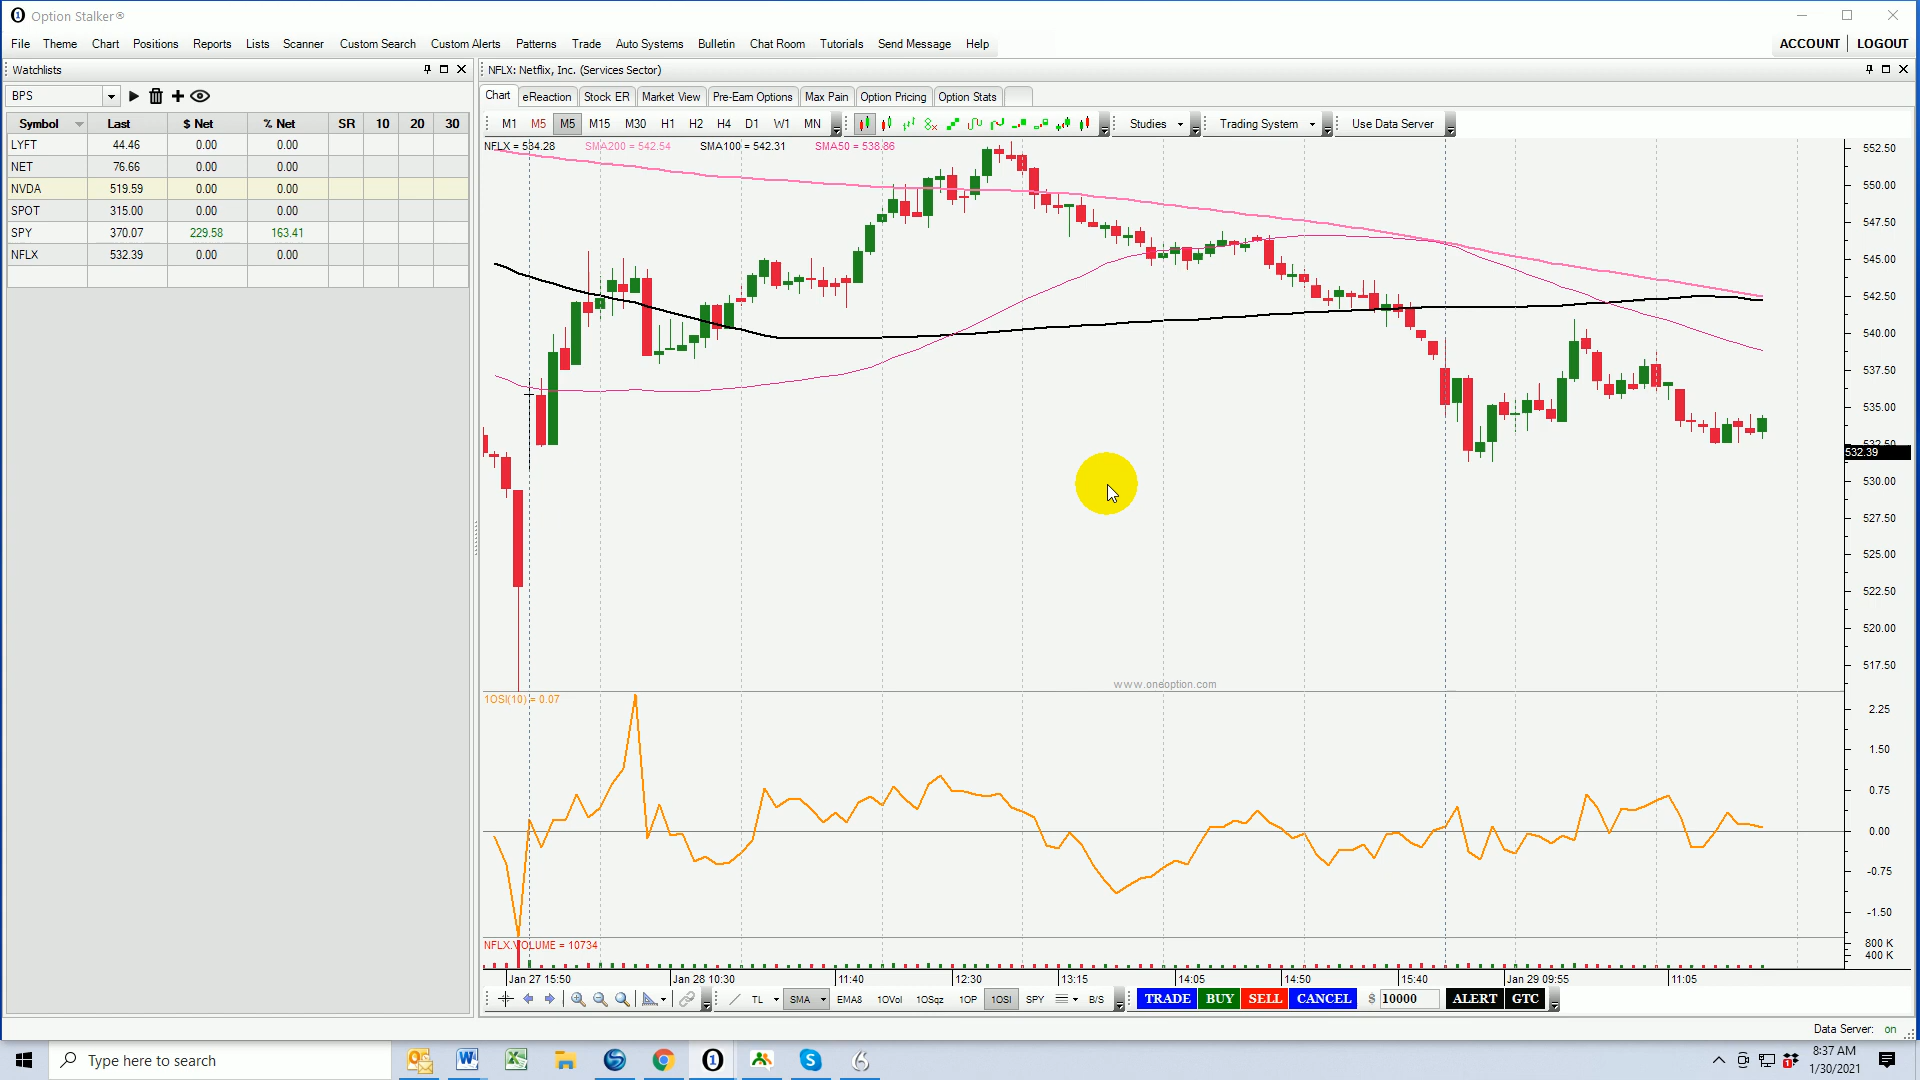 Option Stalker®
File Theme Chart Positions Reports Lists Scanner Custom Search Custom Alerts Patterns Trade Auto Systems Bulletin Chat Room Tutorials Send Message Help
ACCOUNT LOGOUT
Watchlists
BPS
Symbol Last $ Net % Net SR 10 20 30
LYFT 44.46 0.00 0.00
NET 76.66 0.00 0.00
NVDA 519.59 0.00 0.00
SPOT 315.00 0.00 0.00
SPY 370.07 229.58 163.41
NFLX 532.39 0.00 0.00
NFLX: Netflix, Inc. (Services Sector)
Chart eReaction Stock ER Market View Pre-Earn Options Max Pain Option Pricing Option Stats
M1 M5 M5 M15 M30 H1 H2 H4 D1 W1 MN Studies Trading System Use Data Server
NFLX = 534.28 SMA200 = 542.54 SMA100 = 542.31 SMA50 = 538.86
552.50
550.00
547.50
545.00
542.50
540.00
537.50
535.00
532.50
532.39
530.00
527.50
525.00
522.50
520.00
517.50
www.oneoption.com
1OSI(10) = 0.07
2.25
1.50
0.75
0.00
-0.75
-1.50
NFLX.VOLUME = 10734
800 K
400 K
Jan 27 15:50 Jan 28 10:30 11:40 12:30 13:15 14:05 14:50 15:40 Jan 29 09:55 11:05
TL SMA EMA8 1OVol 1OSqz 1OP 1OSI SPY B/S TRADE BUY SELL CANCEL $ 10000 ALERT GTC
Data Server: on
Type here to search
8:37 AM
1/30/2021